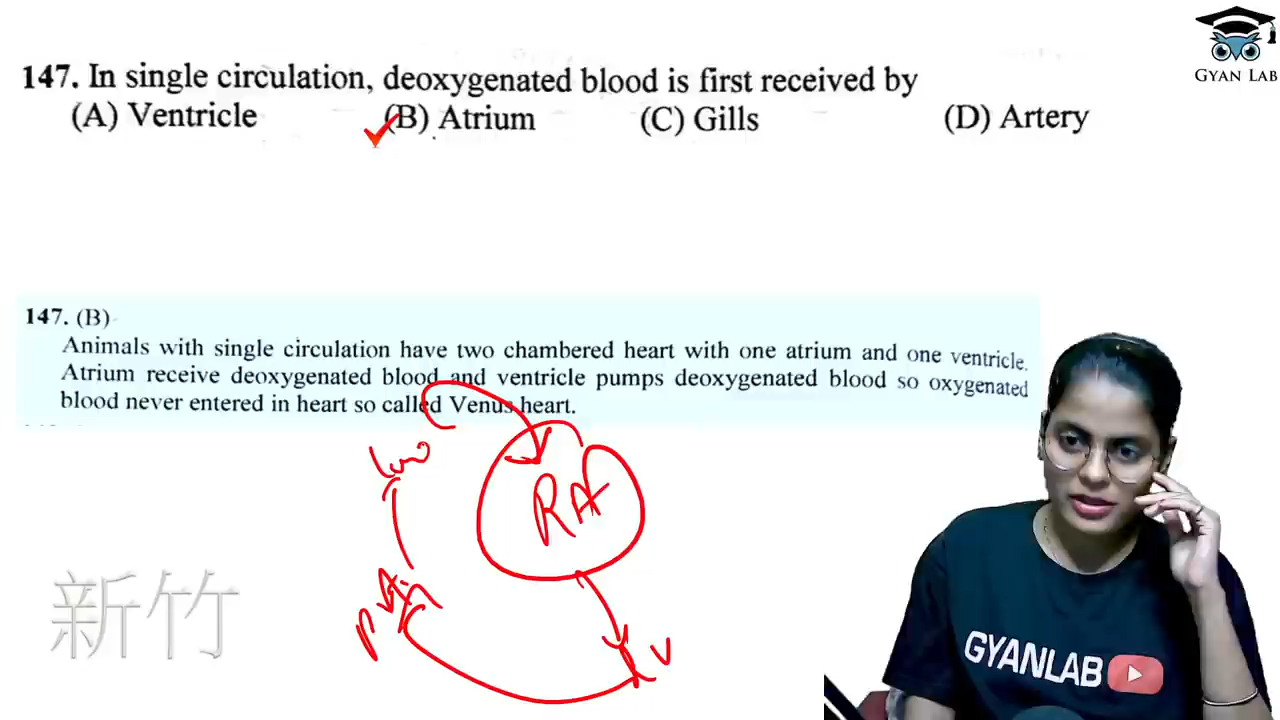 GYAN LAB
147. In single circulation, deoxygenated blood is first received by
(A) Ventricle (B) Atrium (C) Gills (D) Artery
147. (B)
Animals with single circulation have two chambered heart with one atrium and one ventricle.
Atrium receive deoxygenated blood and ventricle pumps deoxygenated blood so oxygenated
blood never entered in heart so called Venus heart.
RA
RV
新竹
GYANLAB